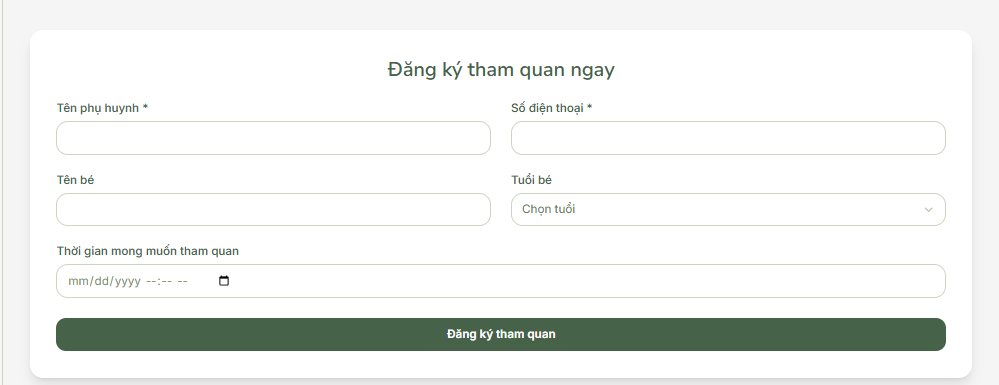 Đăng ký tham quan ngay
Tên phụ huynh * Số điện thoại *
Tên bé Tuổi bé
Chọn tuổi
Thời gian mong muốn tham quan
mm/dd/yyyy --:-- --
Đăng ký tham quan